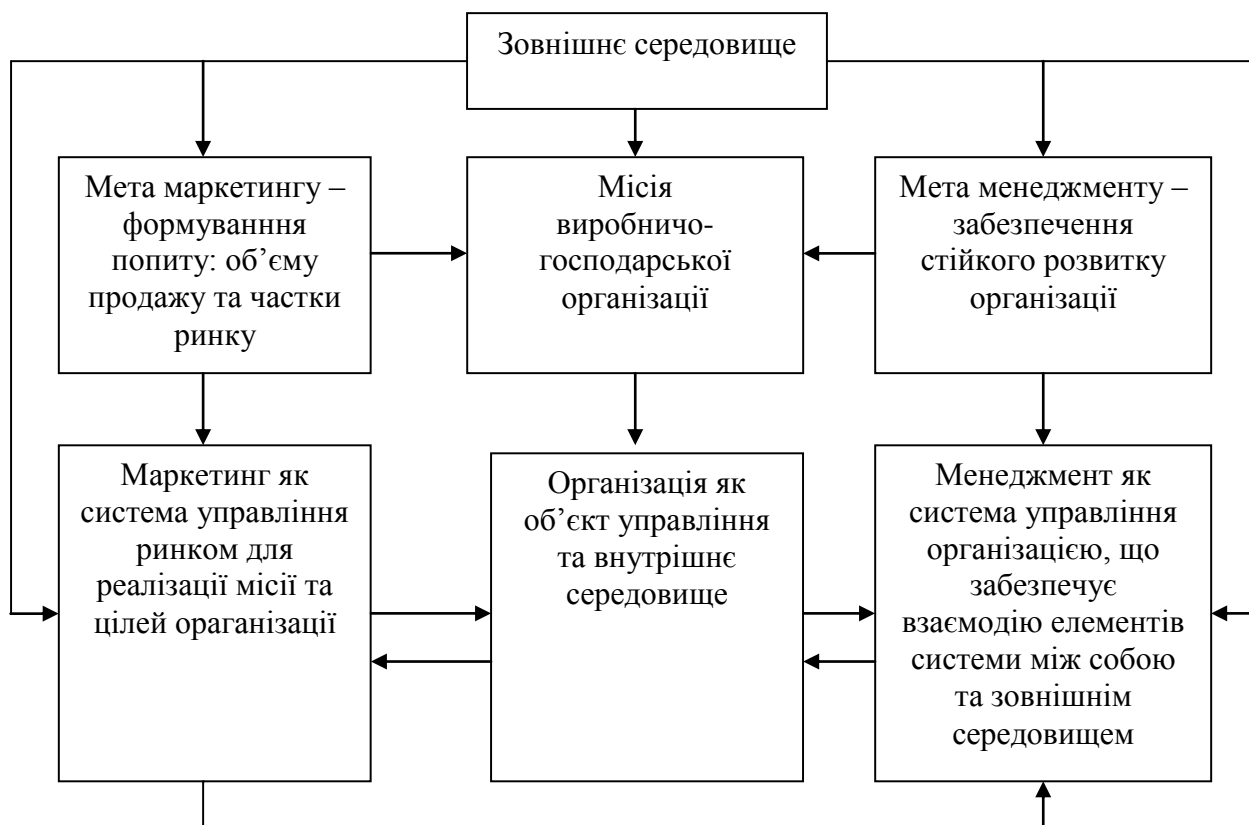 Зовнішнє середовище
Мета маркетингу –
формуванння
попиту: об’єму
продажу та частки
ринку
Місія
виробничо-
господарської
організації
Мета менеджменту –
забезпечення
стійкого розвитку
організації
Маркетинг як
система управління
ринком для
реалізації місії та
цілей ораганізації
Організація як
об’єкт управління
та внутрішнє
середовище
Менеджмент як
система управління
організацією, що
забезпечує
взаємодію елементів
системи між собою
та зовнішнім
середовищем